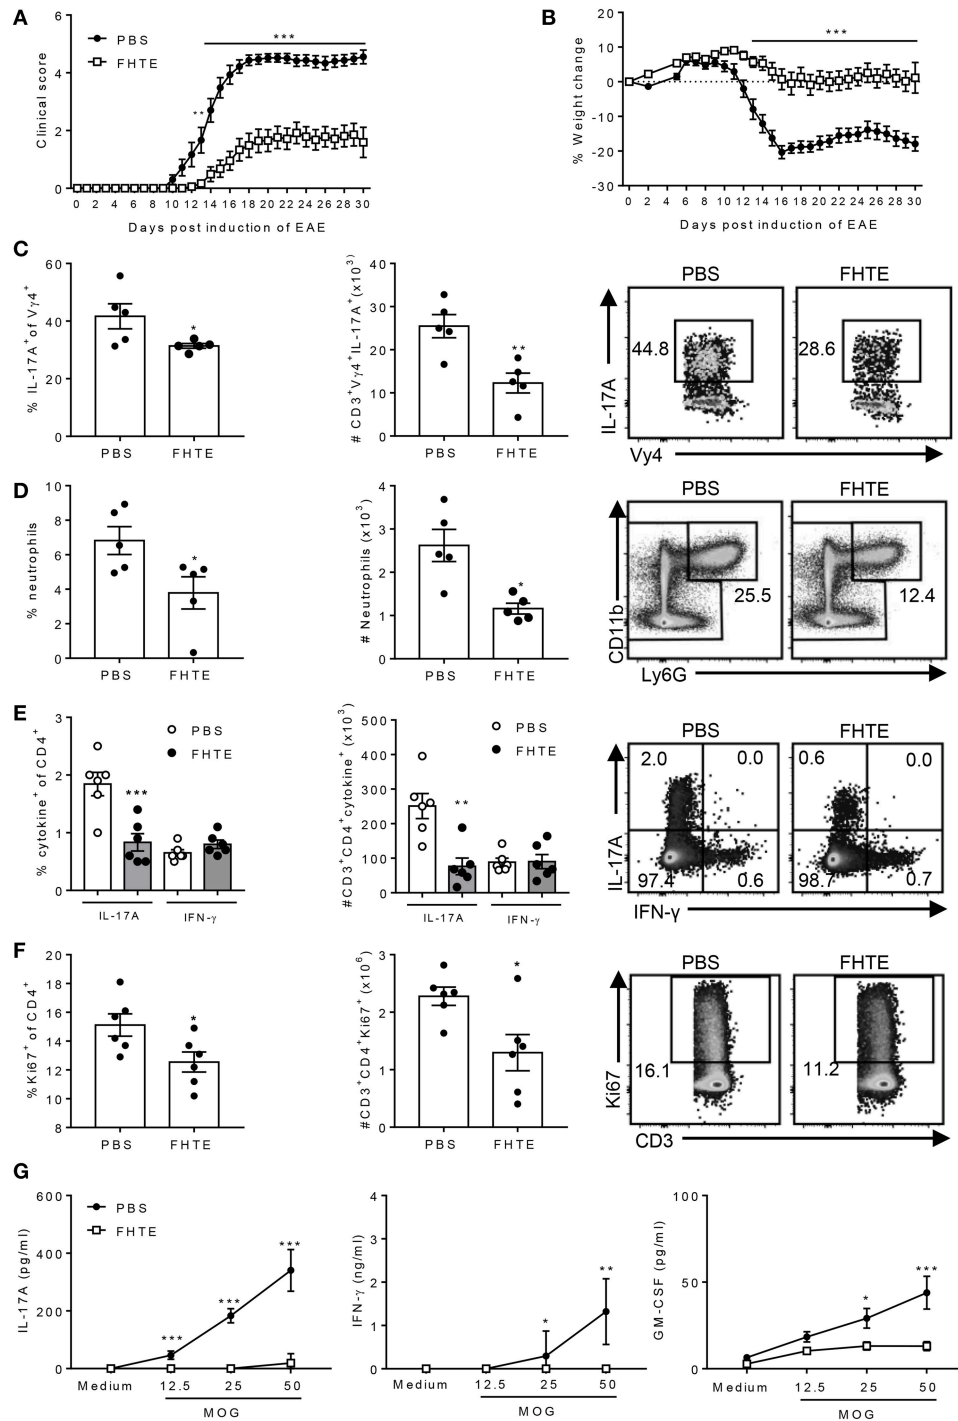 A
Clinical score
6
4
2
0
PBS
FHTE
***
**
0 2 4 6 8 10 12 14 16 18 20 22 24 26 28 30
Days post induction of EAE
B
% Weight change
20
10
0
-10
-20
-30
***
0 2 4 6 8 10 12 14 16 18 20 22 24 26 28 30
Days post induction of EAE
C
% IL-17A⁺ of Vγ4⁺
60
40
20
0
*
PBS FHTE
# CD3⁺Vγ4⁺IL-17A⁺ (x10³)
40
30
20
10
0
**
PBS FHTE
PBS FHTE
44.8 28.6
IL-17A
Vy4
D
% neutrophils
10
8
6
4
2
0
*
PBS FHTE
# Neutrophils (x10³)
4
3
2
1
0
*
PBS FHTE
PBS FHTE
25.5 12.4
CD11b
Ly6G
E
% cytokine⁺ of CD4⁺
3
2
1
0
PBS
FHTE
***
IL-17A IFN-γ
#CD3⁺CD4⁺cytokine⁺ (x10³)
500
400
300
200
100
0
PBS
FHTE
**
IL-17A IFN-γ
PBS FHTE
2.0 0.0 0.6 0.0
97.4 0.6 98.7 0.7
IL-17A
IFN-γ
F
%Ki67⁺ of CD4⁺
20
18
16
14
12
10
8
*
PBS FHTE
#CD3⁺CD4⁺Ki67⁺ (x10⁶)
3
2
1
0
*
PBS FHTE
PBS FHTE
16.1 11.2
Ki67
CD3
G
IL-17A (pg/ml)
600
400
200
0
PBS
FHTE
***
***
***
Medium 12.5 25 50
MOG
IFN-γ (ng/ml)
4
3
2
1
0
*
**
Medium 12.5 25 50
MOG
GM-CSF (pg/ml)
100
50
0
*
***
Medium 12.5 25 50
MOG